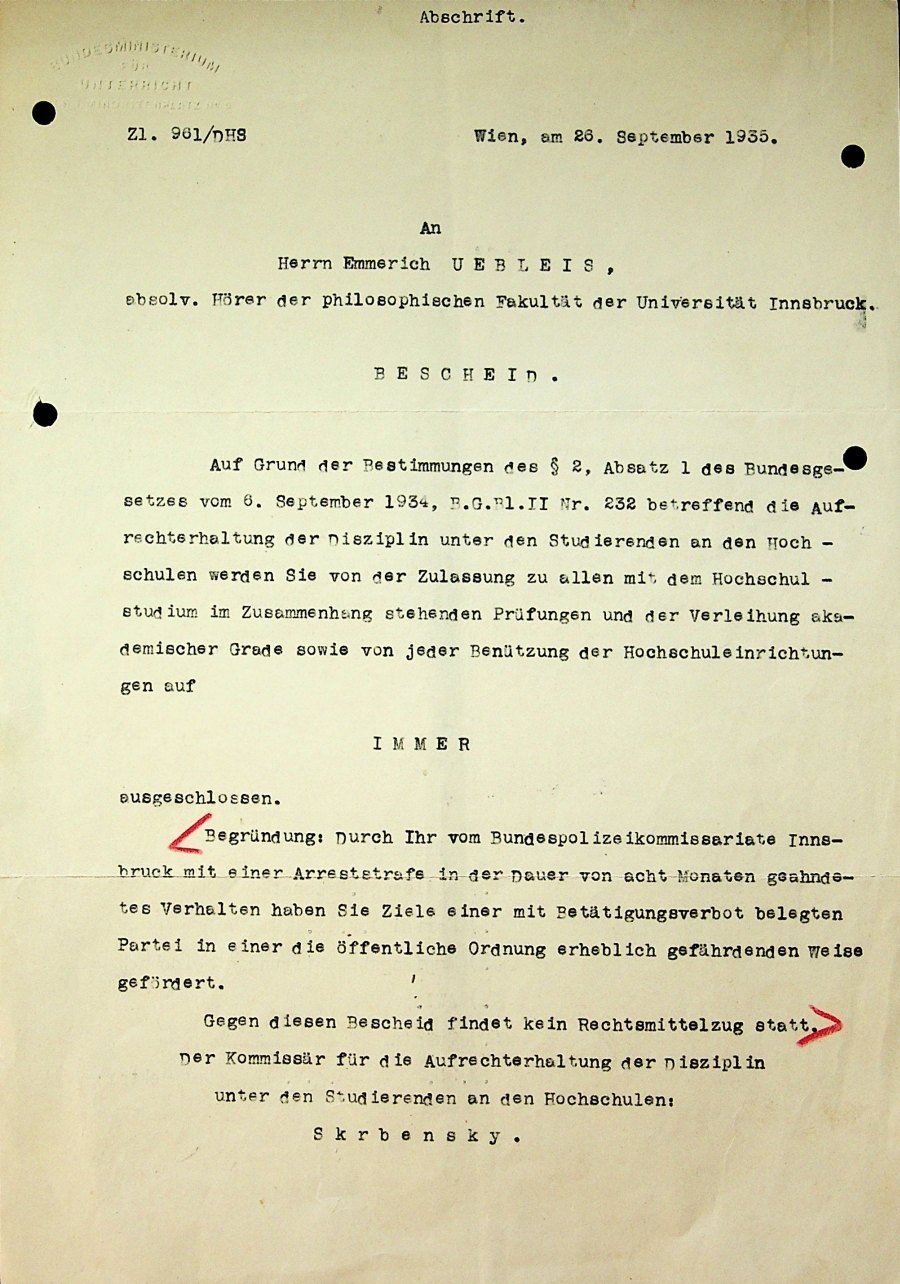 Abschrift.
BUNDESMINISTERIUM
FÜR
UNTERRICHT
Zl. 961/DHS Wien, am 26. September 1935.
An
Herrn Emmerich U E B L E I S ,
absolv. Hörer der philosophischen Fakultät der Universität Innsbruck.
B E S C H E I D .
Auf Grund der Bestimmungen des § 2, Absatz 1 des Bundesge-
setzes vom 6. September 1934, B.G.Bl.II Nr. 232 betreffend die Auf-
rechterhaltung der Disziplin unter den Studierenden an den Hoch -
schulen werden Sie von der Zulassung zu allen mit dem Hochschul -
studium im Zusammenhang stehenden Prüfungen und der Verleihung aka-
demischer Grade sowie von jeder Benützung der Hochschuleinrichtun-
gen auf
I M M E R
ausgeschlossen.
Begründung: Durch Ihr vom Bundespolizeikommissariate Inns-
bruck mit einer Arreststrafe in der Dauer von acht Monaten geahnde-
tes Verhalten haben Sie Ziele einer mit Betätigungsverbot belegten
Partei in einer die öffentliche Ordnung erheblich gefährdenden Weise
gefördert.
Gegen diesen Bescheid findet kein Rechtsmittelzug statt.
Der Kommissär für die Aufrechterhaltung der Disziplin
unter den Studierenden an den Hochschulen:
S k r b e n s k y .